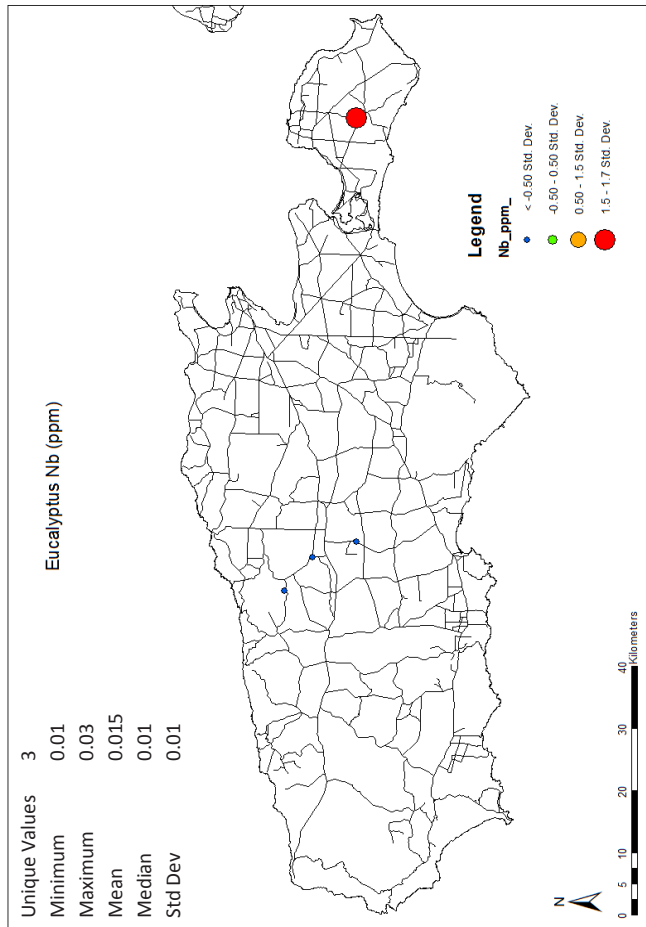 Unique Values 3
Minimum 0.01
Maximum 0.03
Mean 0.015
Median 0.01
Std Dev 0.01
Eucalyptus Nb (ppm)
Legend
Nb_ppm_
< -0.50 Std. Dev.
-0.50 - 0.50 Std. Dev.
0.50 - 1.5 Std. Dev.
1.5 - 1.7 Std. Dev.
N
0 5 10 20 30 40
Kilometers